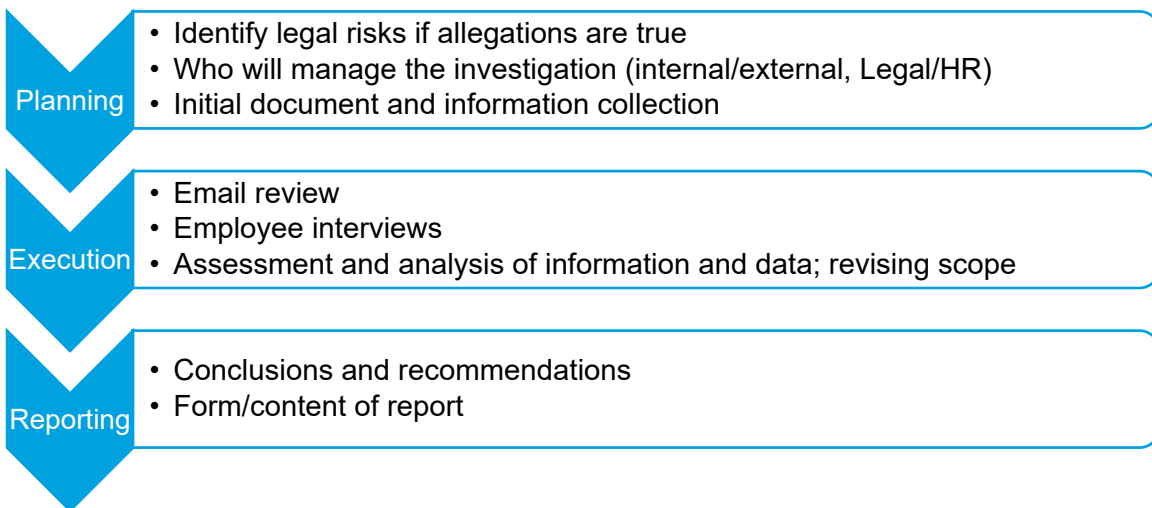 Planning
• Identify legal risks if allegations are true
• Who will manage the investigation (internal/external, Legal/HR)
• Initial document and information collection
Execution
• Email review
• Employee interviews
• Assessment and analysis of information and data; revising scope
Reporting
• Conclusions and recommendations
• Form/content of report